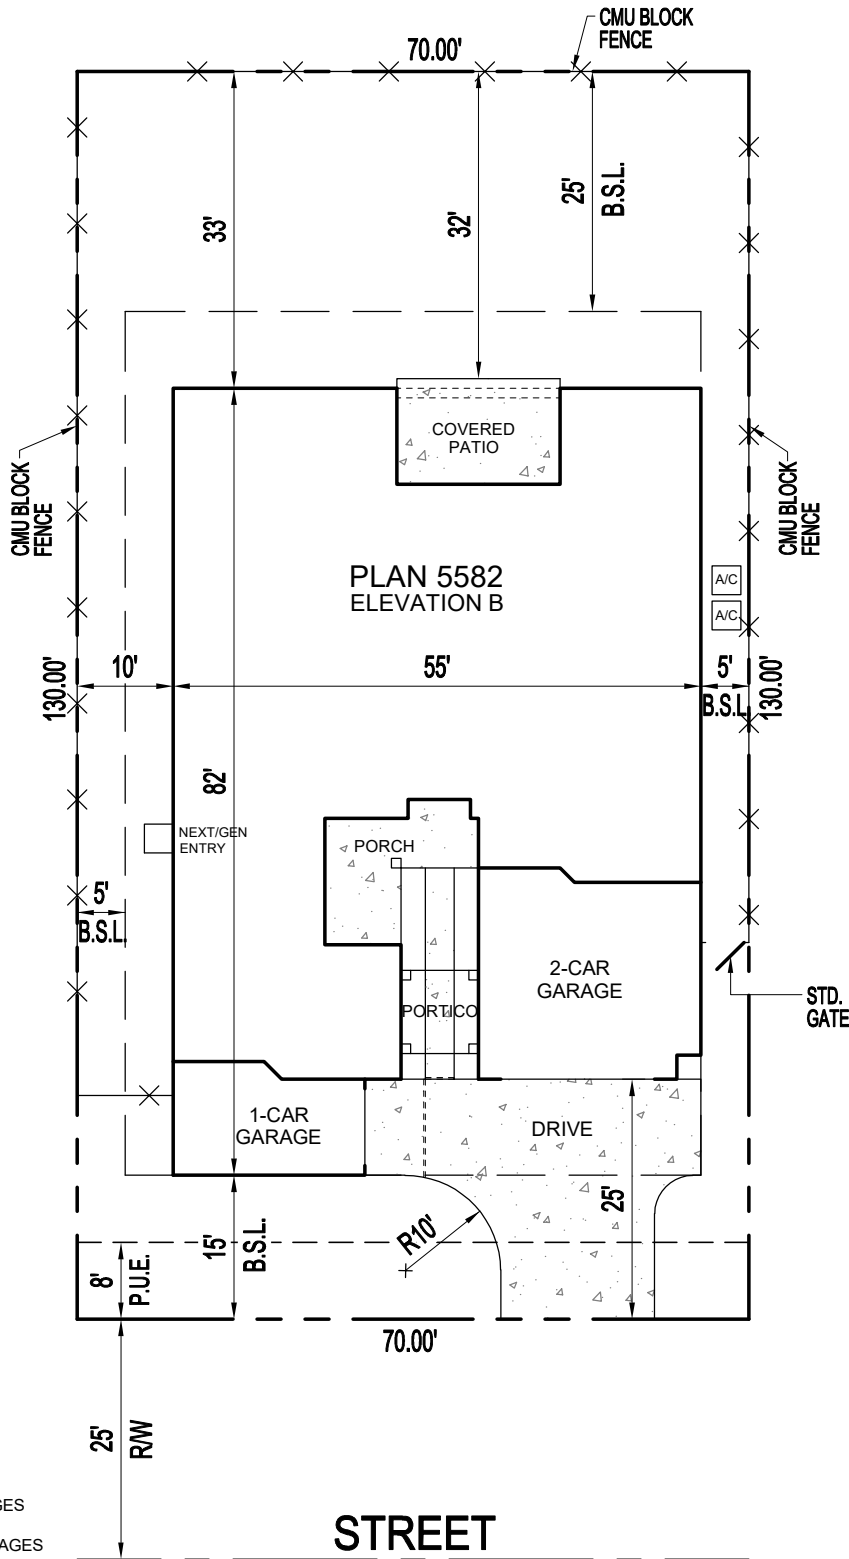 CMU BLOCK
FENCE
70.00'
33'
32'
25'
B.S.L.
COVERED
PATIO
CMU BLOCK
FENCE
CMU BLOCK
FENCE
PLAN 5582
ELEVATION B
A/C
A/C
130.00'
10'
55'
5'
B.S.L
130.00'
82'
NEXT/GEN
ENTRY
PORCH
5'
B.S.L.
2-CAR
GARAGE
PORTICO
STD.
GATE
1-CAR
GARAGE
DRIVE
25'
15'
B.S.L.
R10'
8'
P.U.E.
70.00'
25'
R/W
STREET